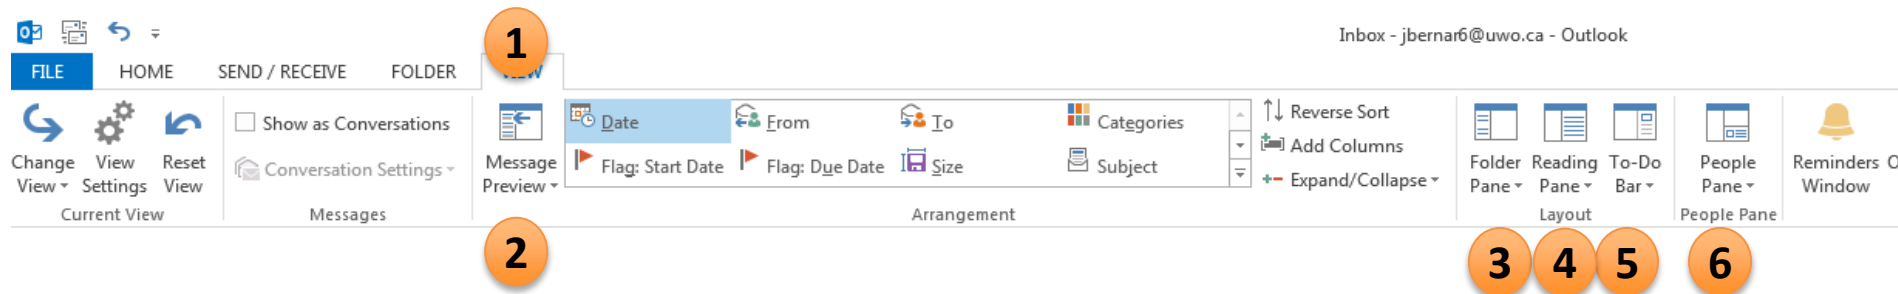 1
Inbox - jbernar6@uwo.ca - Outlook
FILE HOME SEND / RECEIVE FOLDER VIEW
Show as Conversations
Conversation Settings
Change View
View Settings
Reset View
Current View
Messages
Message Preview
Date From To Categories
Flag: Start Date Flag: Due Date Size Subject
Reverse Sort
Add Columns
Expand/Collapse
Arrangement
Folder Pane
Reading Pane
To-Do Bar
Layout
People Pane
People Pane
Reminders Window
2
3 4 5 6